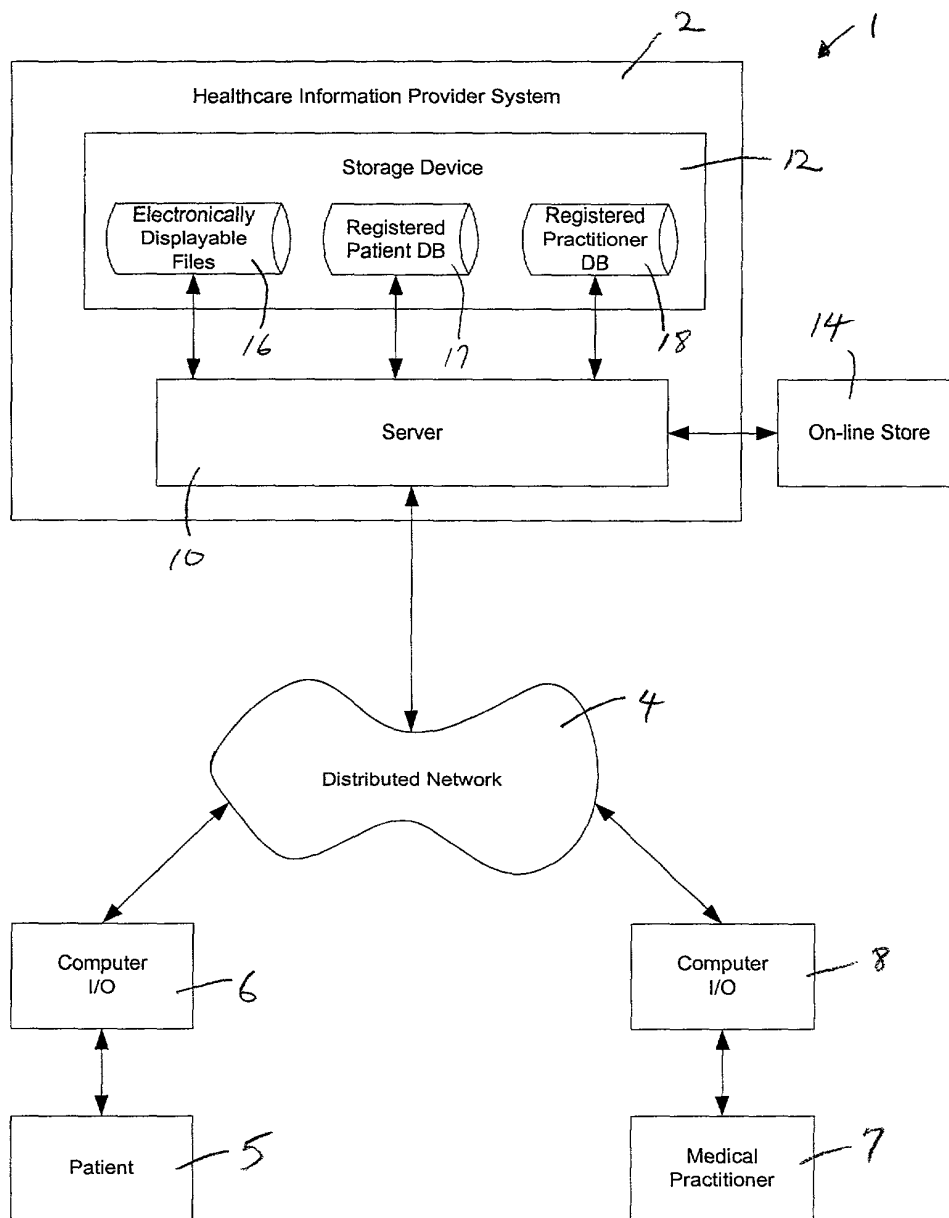 2
1
Healthcare Information Provider System
Storage Device
12
Electronically
Displayable
Files
Registered
Patient DB
Registered
Practitioner
DB
16
17
18
14
Server
On-line Store
10
4
Distributed Network
Computer
I/O
6
Computer
I/O
8
Patient
5
Medical
Practitioner
7